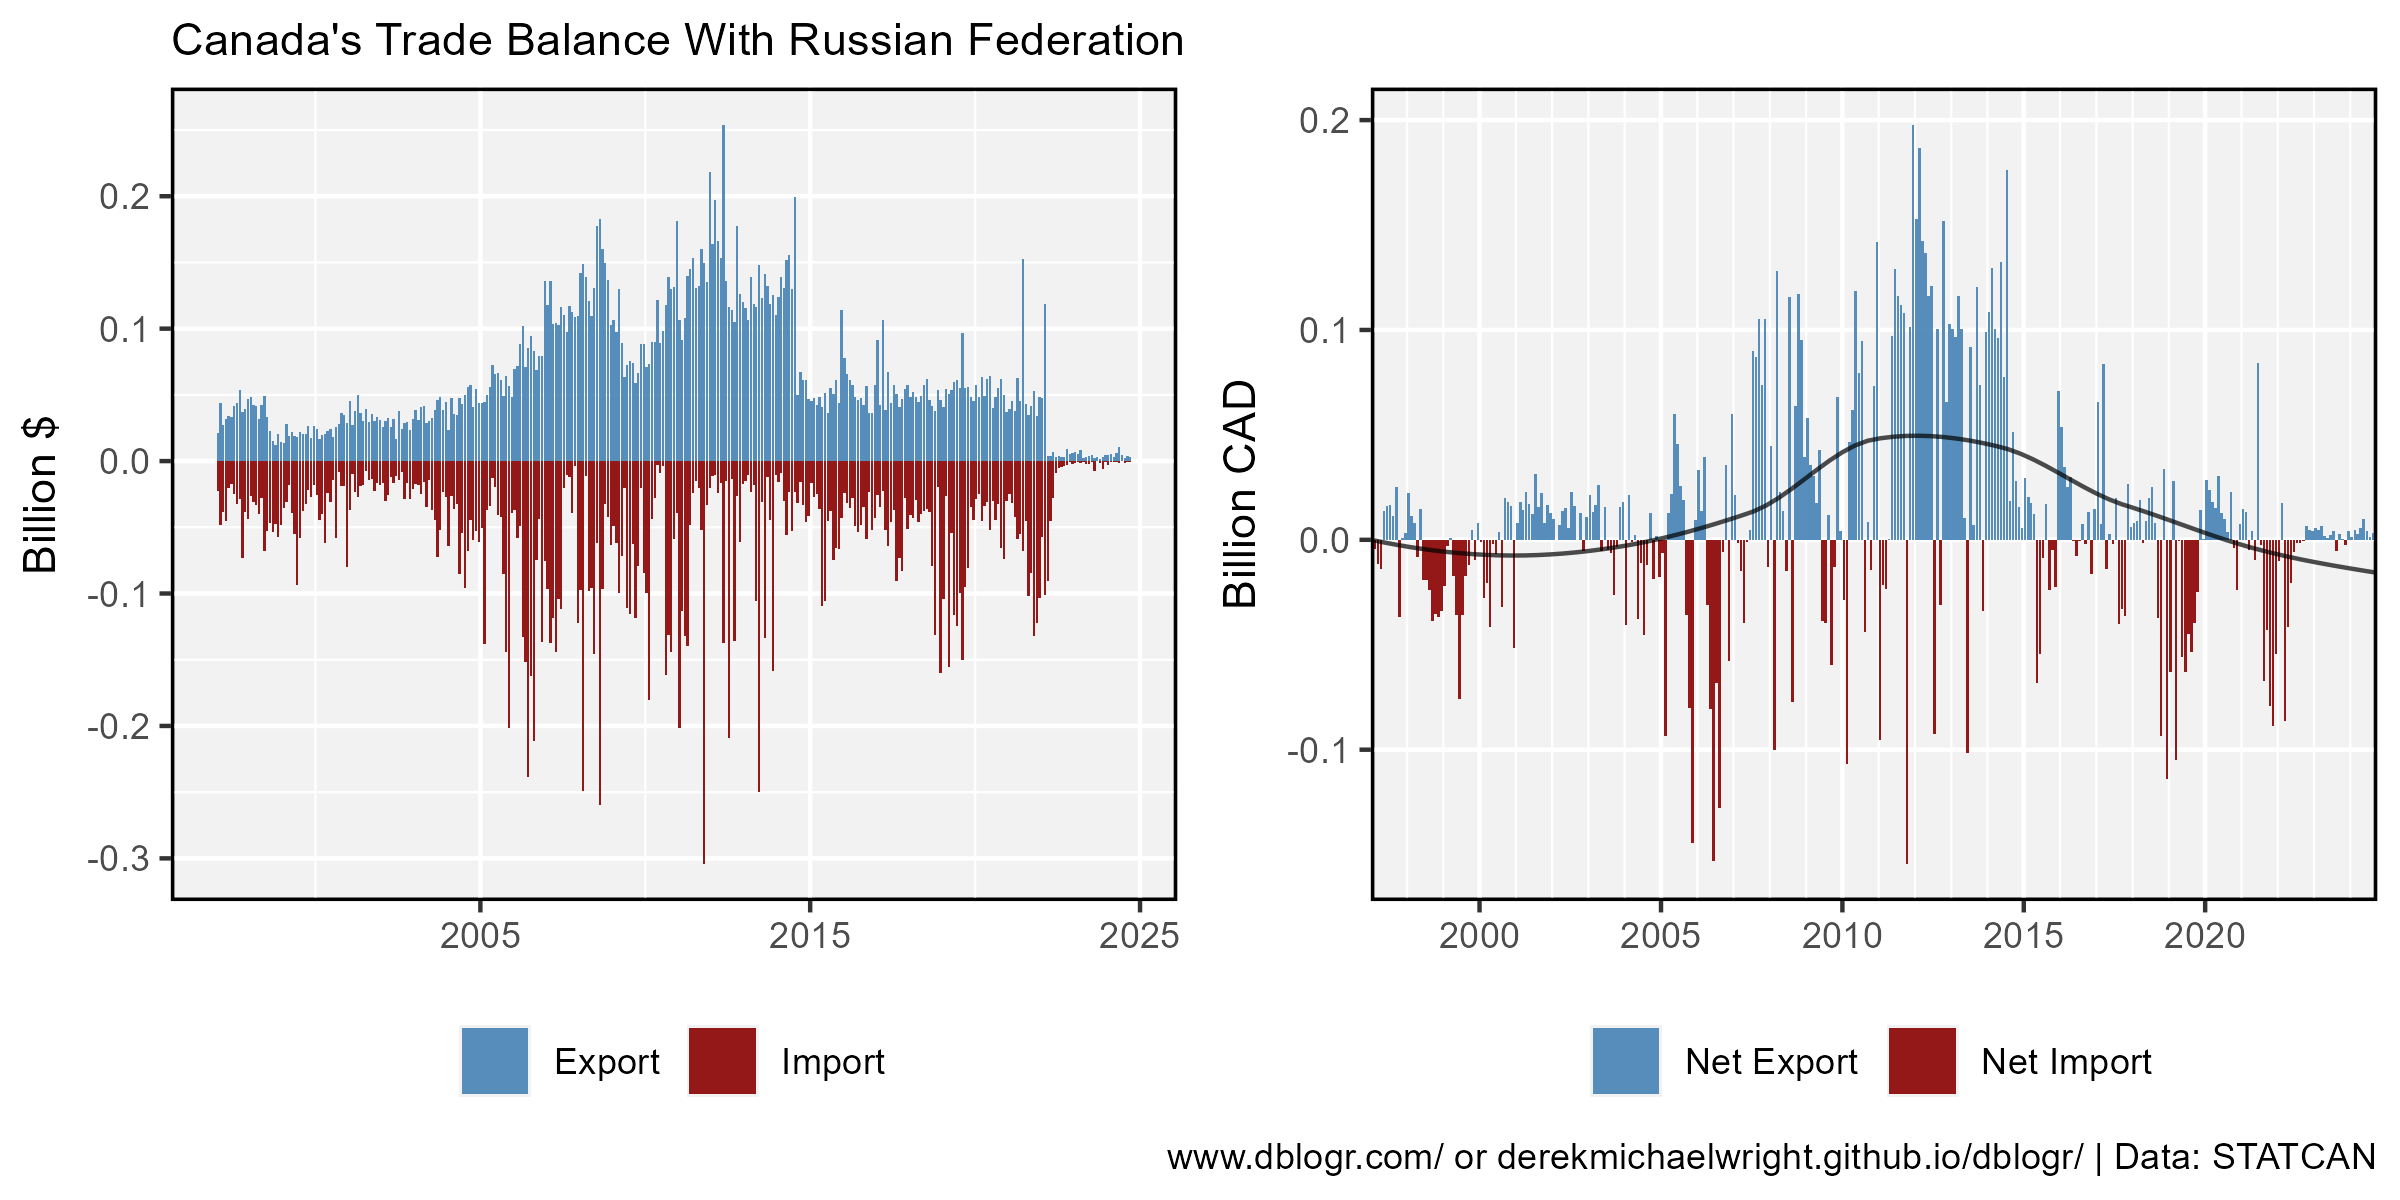 Canada's Trade Balance With Russian Federation
Billion $
0.2
0.1
0.0
-0.1
-0.2
-0.3
2005 2015 2025
Export Import
Billion CAD
0.2
0.1
0.0
-0.1
2000 2005 2010 2015 2020
Net Export Net Import
www.dblogr.com/ or derekmichaelwright.github.io/dblogr/ | Data: STATCAN